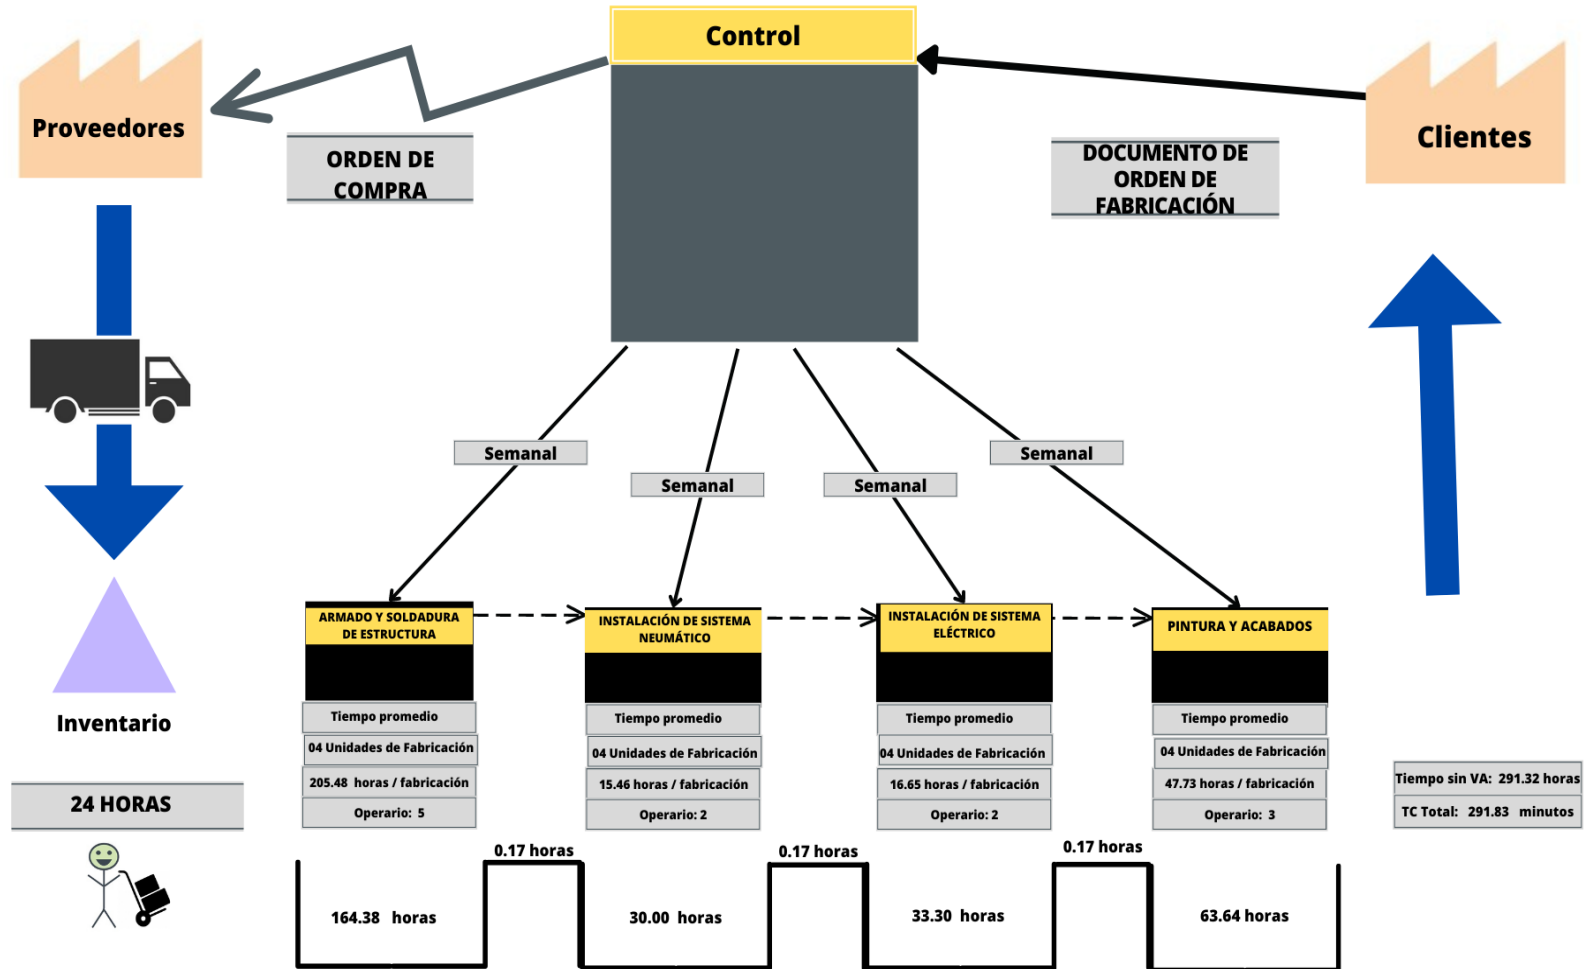 Control
Proveedores
Clientes
ORDEN DE
COMPRA
DOCUMENTO DE
ORDEN DE
FABRICACIÓN
Semanal
Semanal
Semanal
Semanal
ARMADO Y SOLDADURA
DE ESTRUCTURA
INSTALACIÓN DE SISTEMA
NEUMÁTICO
INSTALACIÓN DE SISTEMA
ELÉCTRICO
PINTURA Y ACABADOS
Inventario
24 HORAS
Tiempo promedio
04 Unidades de Fabricación
205.48 horas / fabricación
Operario: 5
Tiempo promedio
04 Unidades de Fabricación
15.46 horas / fabricación
Operario: 2
Tiempo promedio
04 Unidades de Fabricación
16.65 horas / fabricación
Operario: 2
Tiempo promedio
04 Unidades de Fabricación
47.73 horas / fabricación
Operario: 3
Tiempo sin VA: 291.32 horas
TC Total: 291.83 minutos
0.17 horas
0.17 horas
0.17 horas
164.38 horas
30.00 horas
33.30 horas
63.64 horas